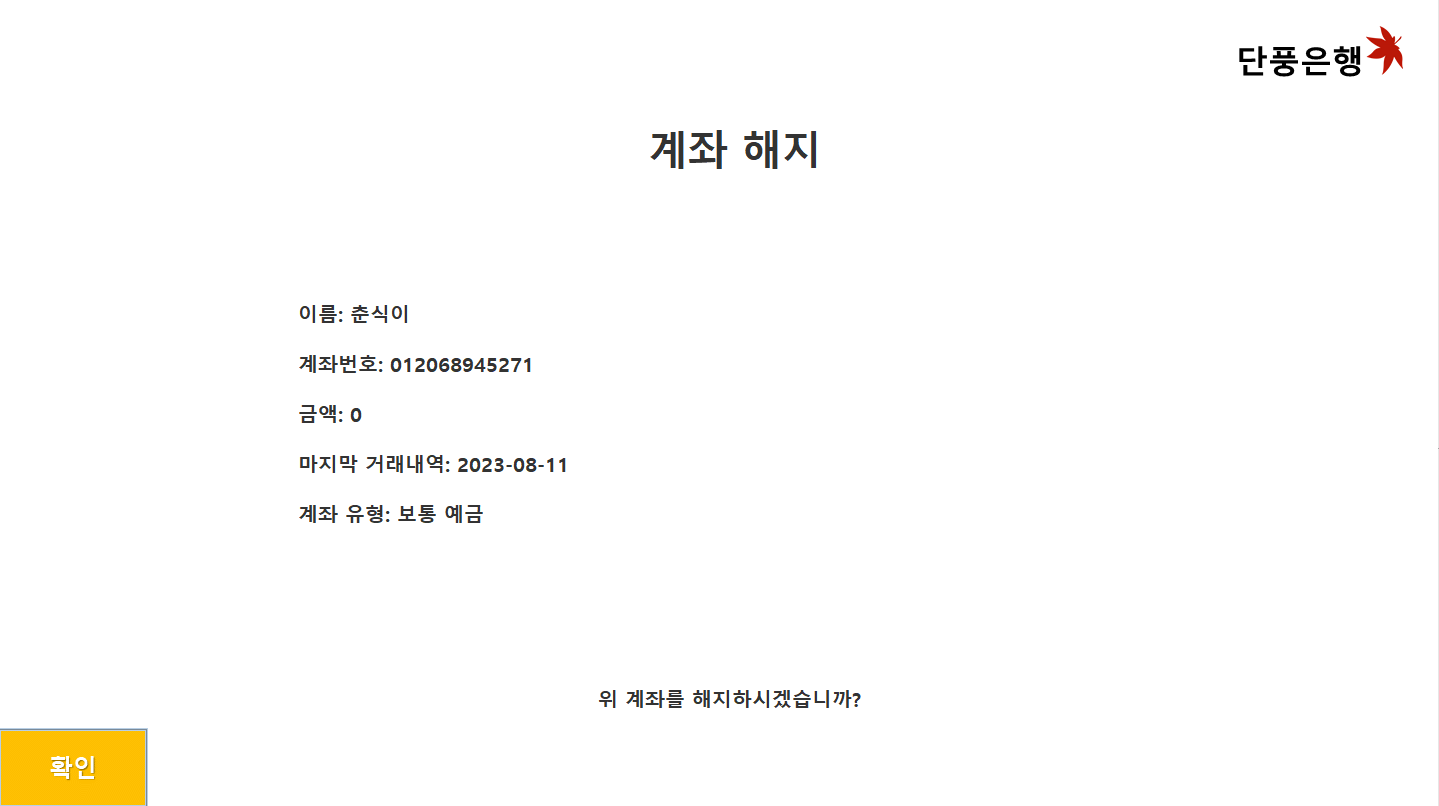 단풍은행
계좌 해지
이름: 춘식이
계좌번호: 012068945271
금액: 0
마지막 거래내역: 2023-08-11
계좌 유형: 보통 예금
위 계좌를 해지하시겠습니까?
확인